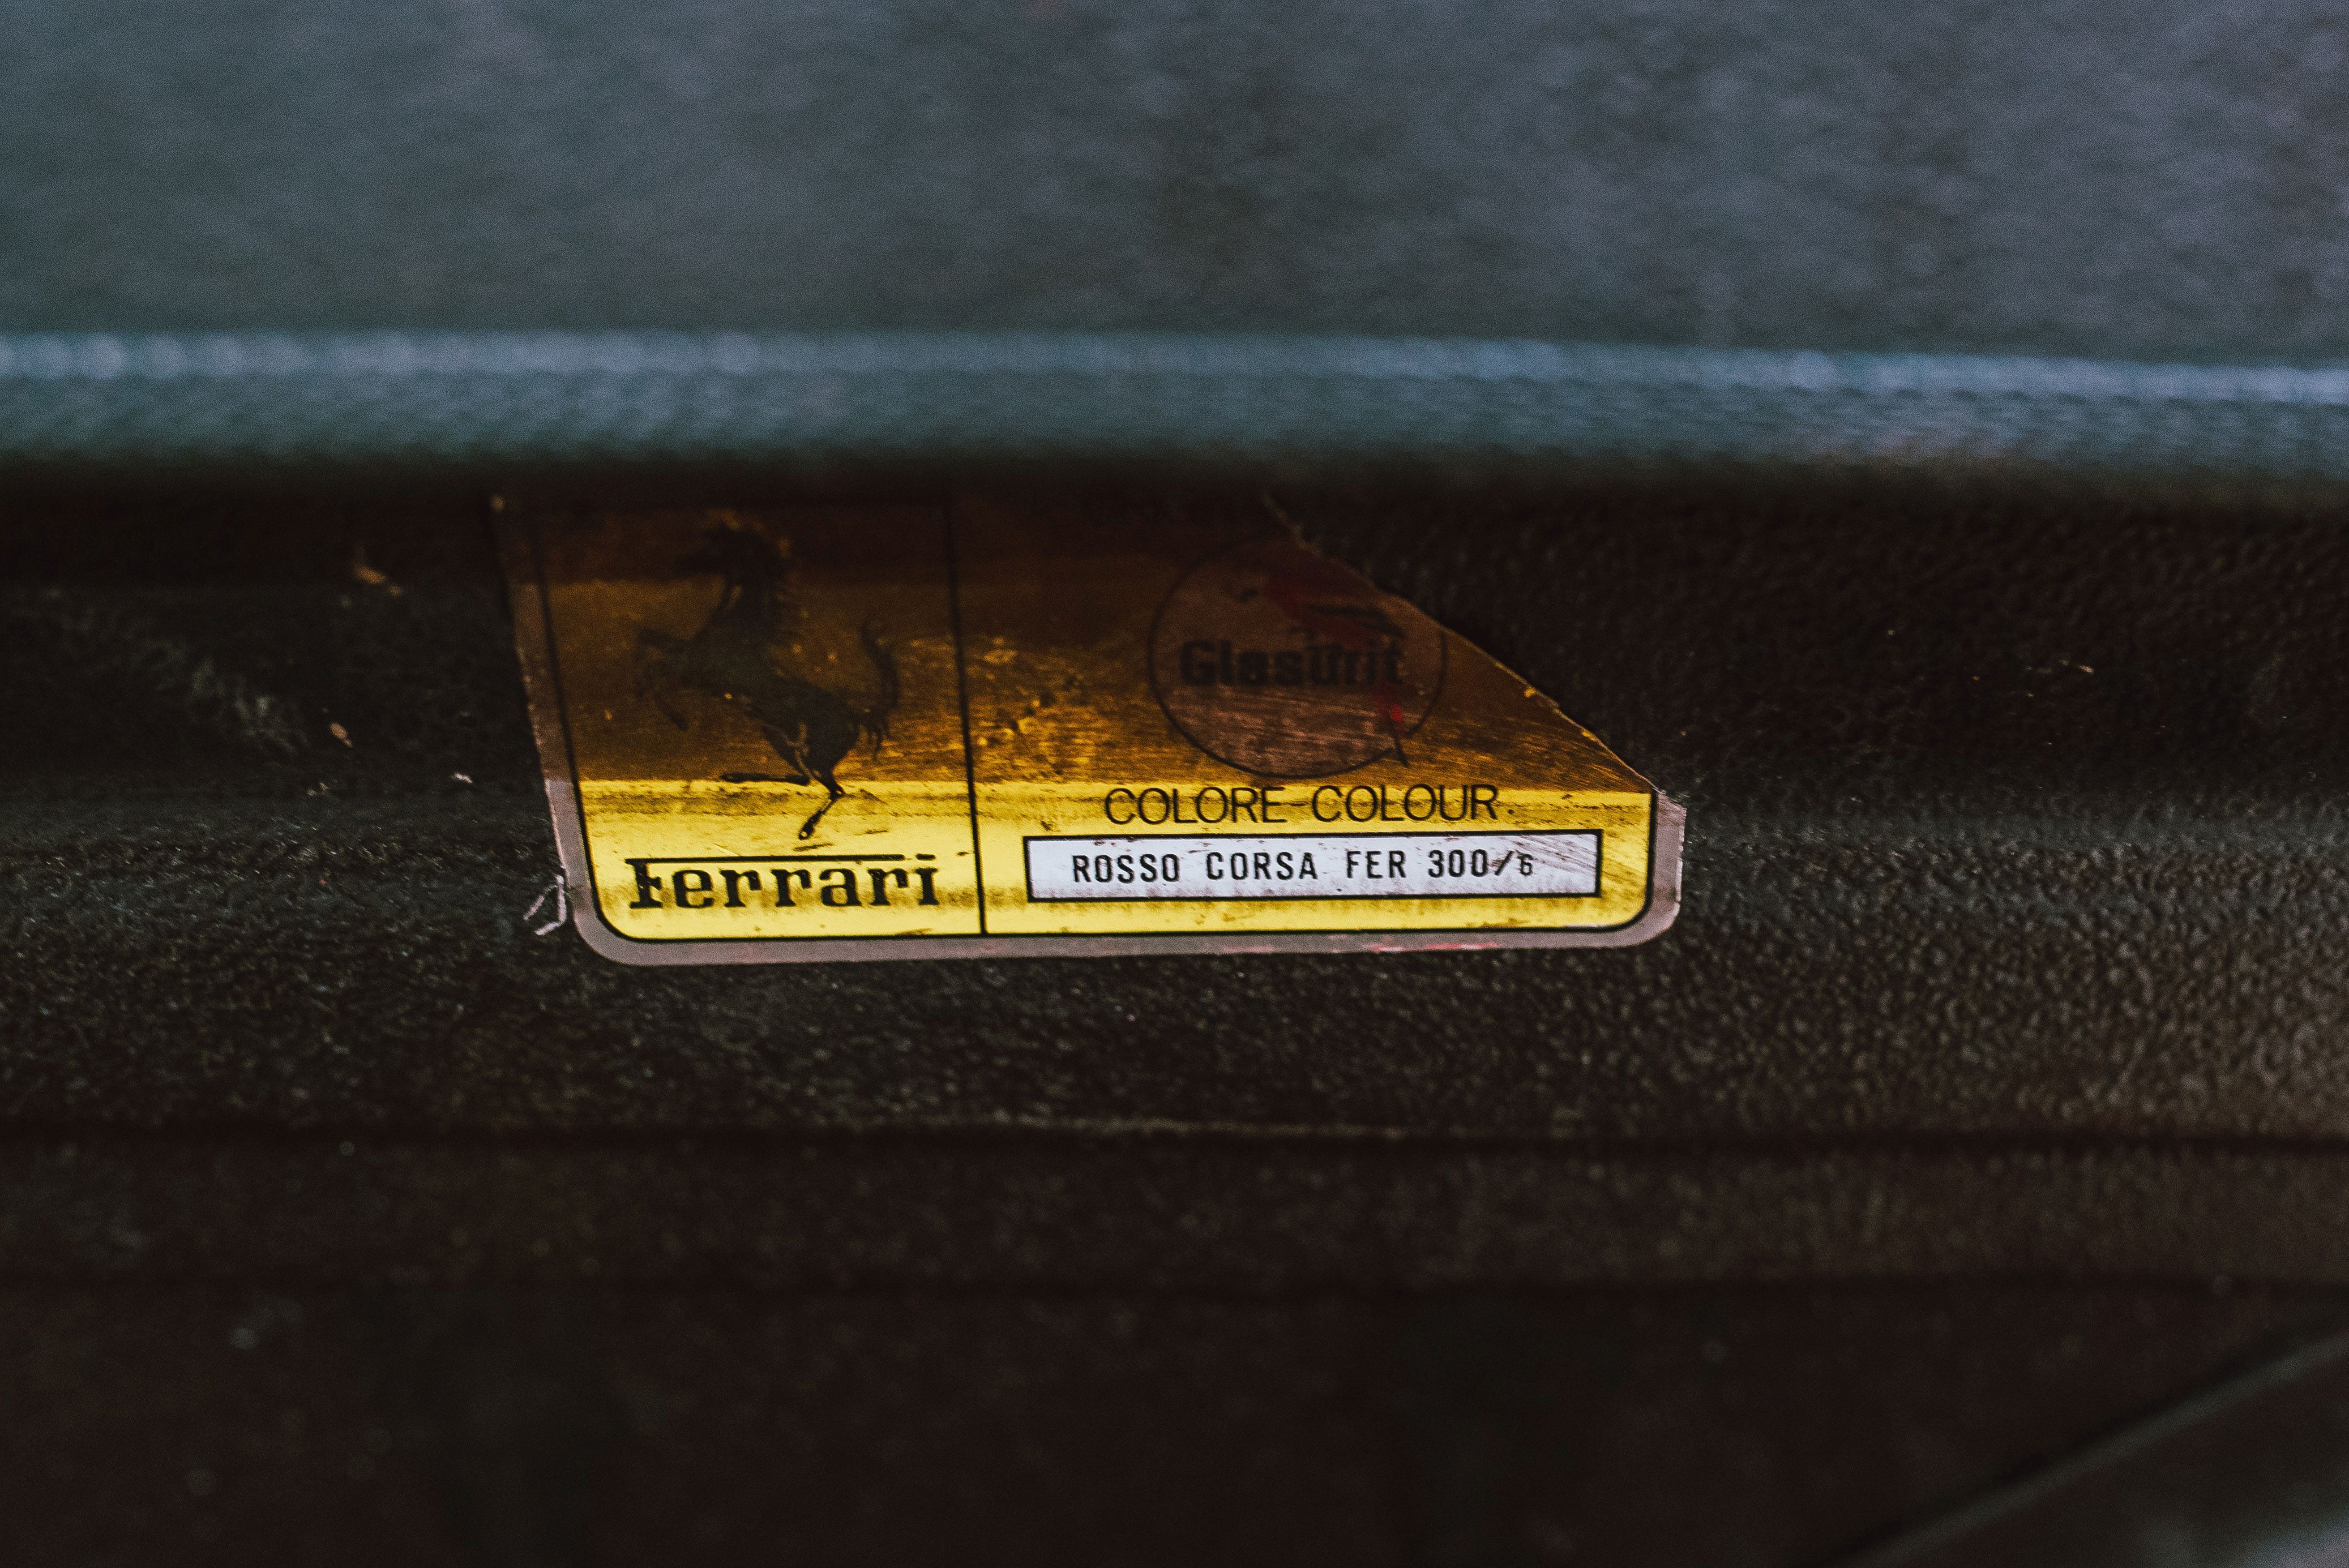 Glasurit
COLORE-COLOUR
Ferrari
ROSSO CORSA FER 300/6